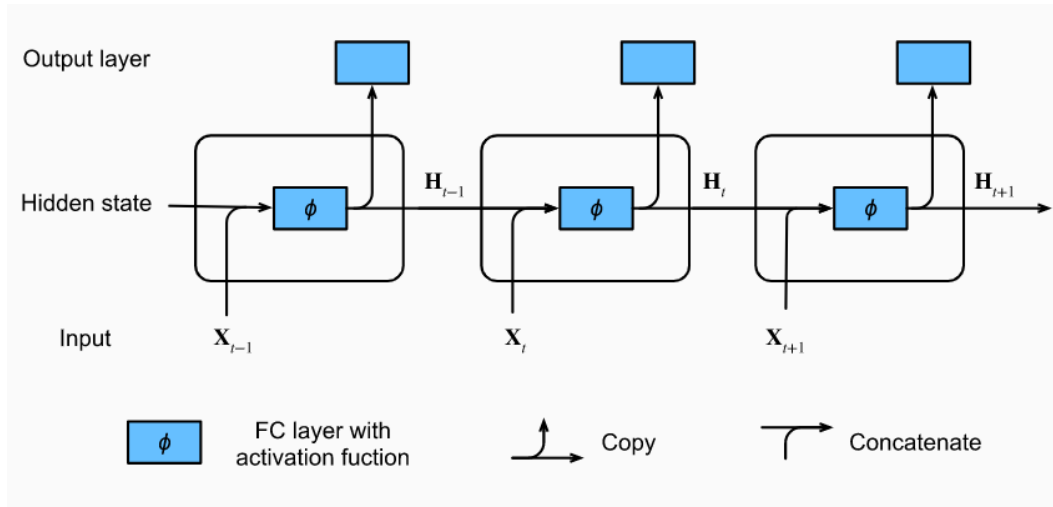 Output layer
Hidden state
ϕ
H_{t−1}
ϕ
H_t
ϕ
H_{t+1}
Input
X_{t−1}
X_t
X_{t+1}
ϕ
FC layer with
activation fuction
Copy
Concatenate